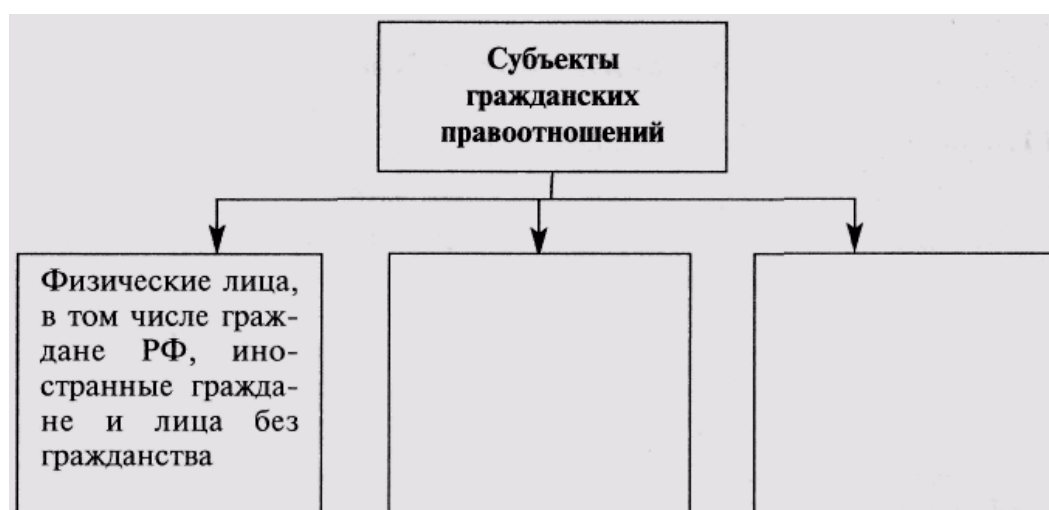 Субъекты
гражданских
правоотношений
Физические лица,
в том числе граж-
дане РФ, ино-
странные гражда-
не и лица без
гражданства